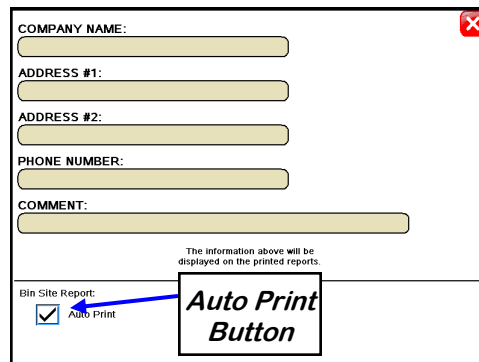 COMPANY NAME:
ADDRESS #1:
ADDRESS #2:
PHONE NUMBER:
COMMENT:
The information above will be
displayed on the printed reports.
Bin Site Report:
Auto Print
Auto Print
Button